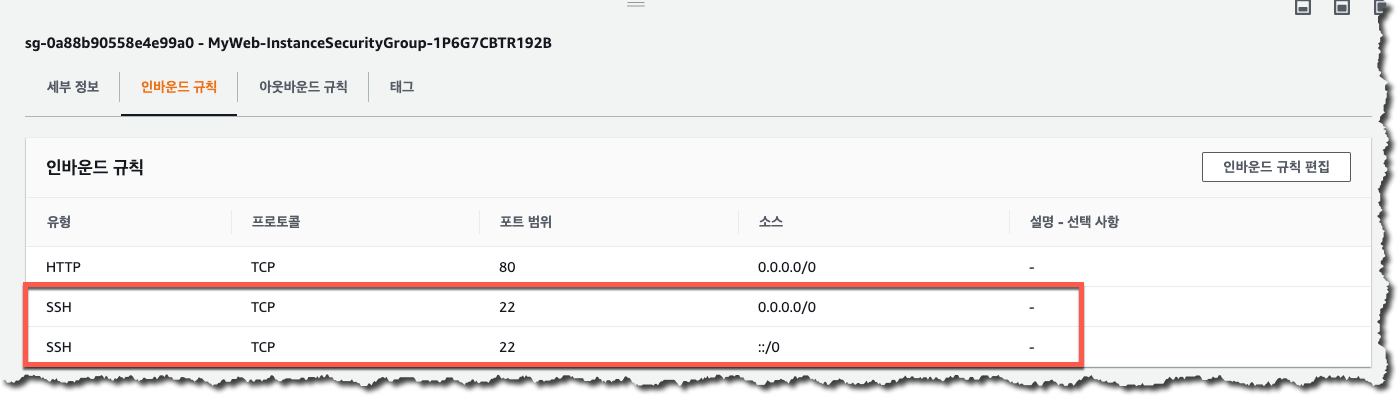 sg-0a88b90558e4e99a0 - MyWeb-InstanceSecurityGroup-1P6G7CBTR192B
세부 정보 인바운드 규칙 아웃바운드 규칙 태그
인바운드 규칙 인바운드 규칙 편집
유형 프로토콜 포트 범위 소스 설명 - 선택 사항
HTTP TCP 80 0.0.0.0/0 -
SSH TCP 22 0.0.0.0/0 -
SSH TCP 22 ::/0 -